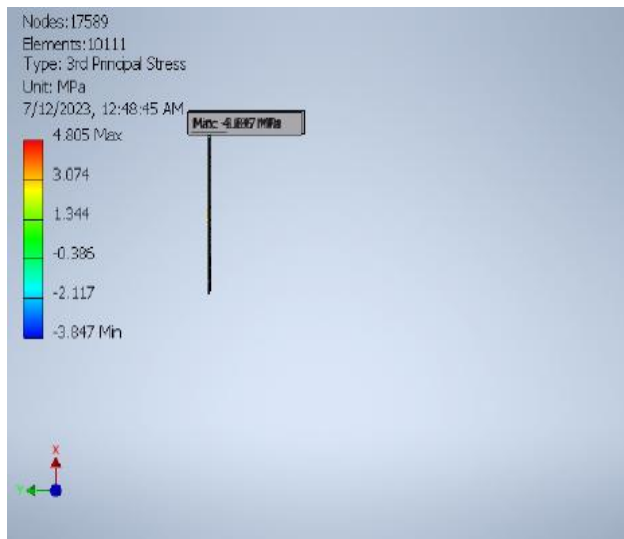 Nodes:17589
Elements:10111
Type: 3rd Principal Stress
Unit: MPa
7/12/2023, 12:48:45 AM
4.805 Max
3.074
1.344
-0.386
-2.117
-3.847 Min
MPa
X
Y